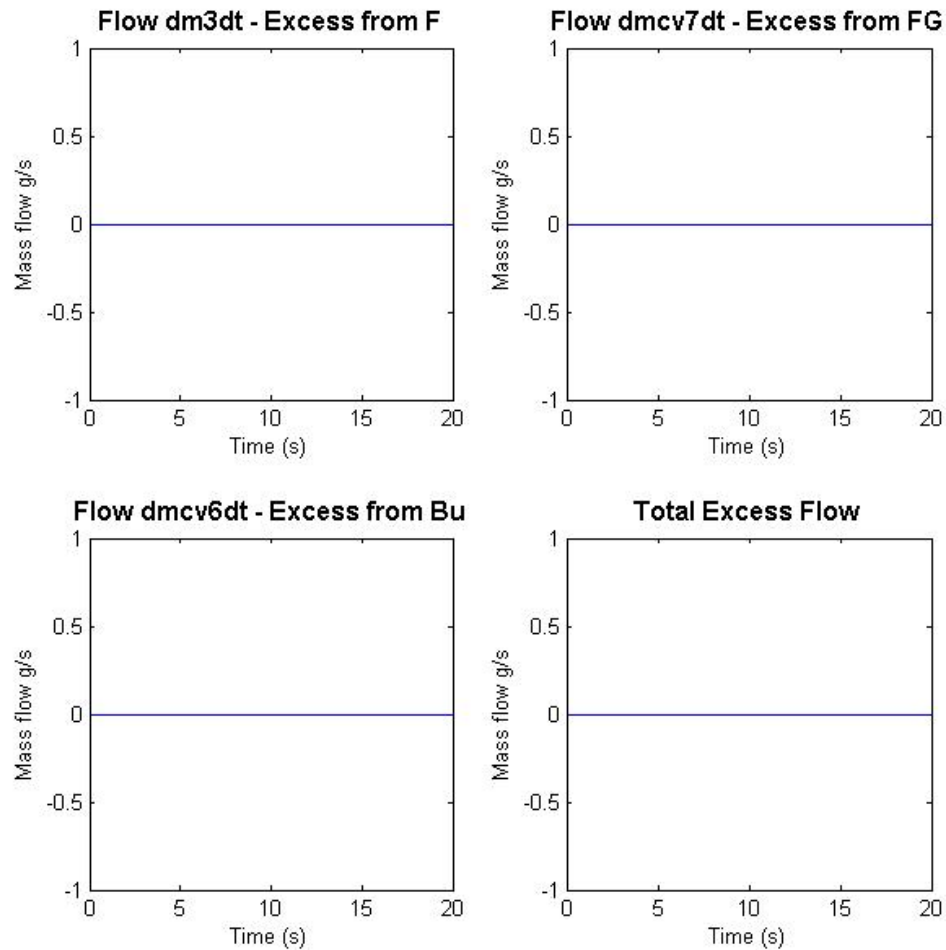 Flow dm3dt - Excess from F
1
0.5
0
-0.5
-1
Mass flow g/s
0 5 10 15 20
Time (s)
Flow dmcv7dt - Excess from FG
1
0.5
0
-0.5
-1
Mass flow g/s
0 5 10 15 20
Time (s)
Flow dmcv6dt - Excess from Bu
1
0.5
0
-0.5
-1
Mass flow g/s
0 5 10 15 20
Time (s)
Total Excess Flow
1
0.5
0
-0.5
-1
Mass flow g/s
0 5 10 15 20
Time (s)